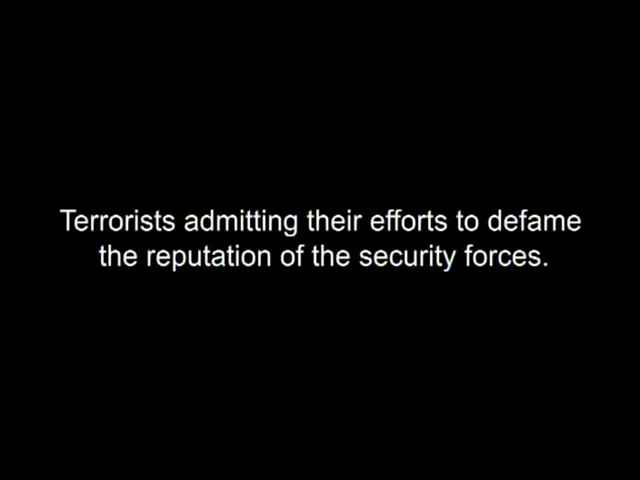 Terrorists admitting their efforts to defame
the reputation of the security forces.